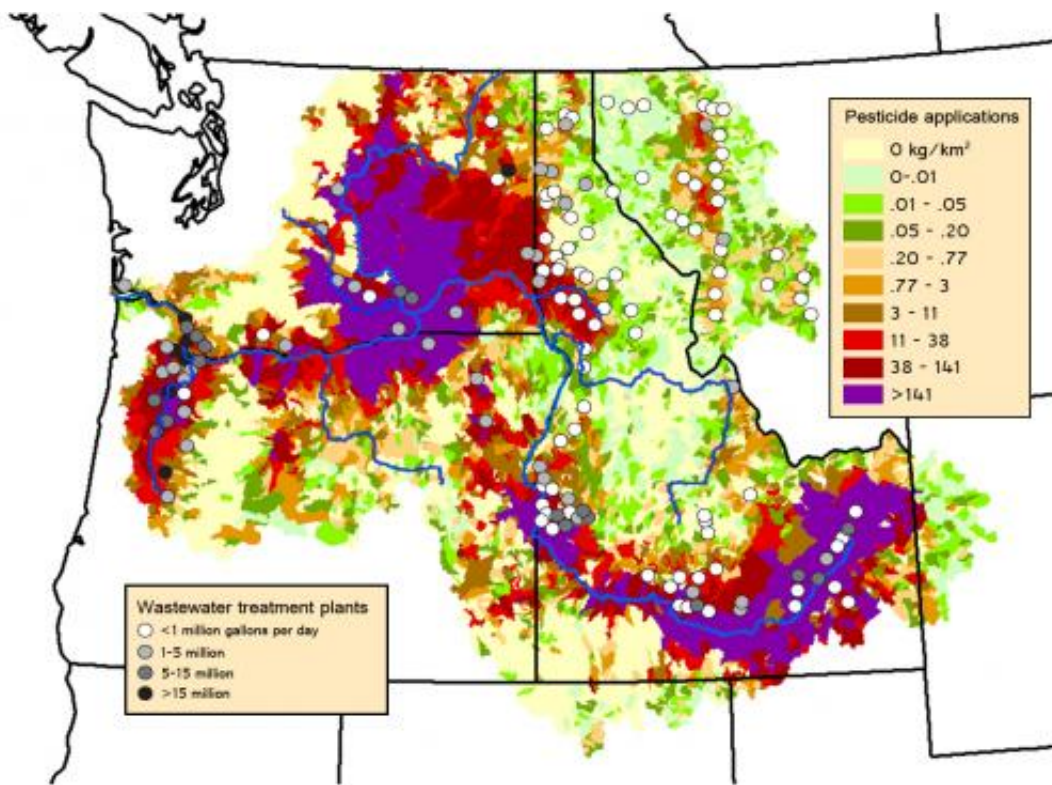 Pesticide applications
0 kg/km²
0-.01
.01 - .05
.05 - .20
.20 - .77
.77 - 3
3 - 11
11 - 38
38 - 141
>141
Wastewater treatment plants
<1 million gallons per day
1-5 million
5-15 million
>15 million